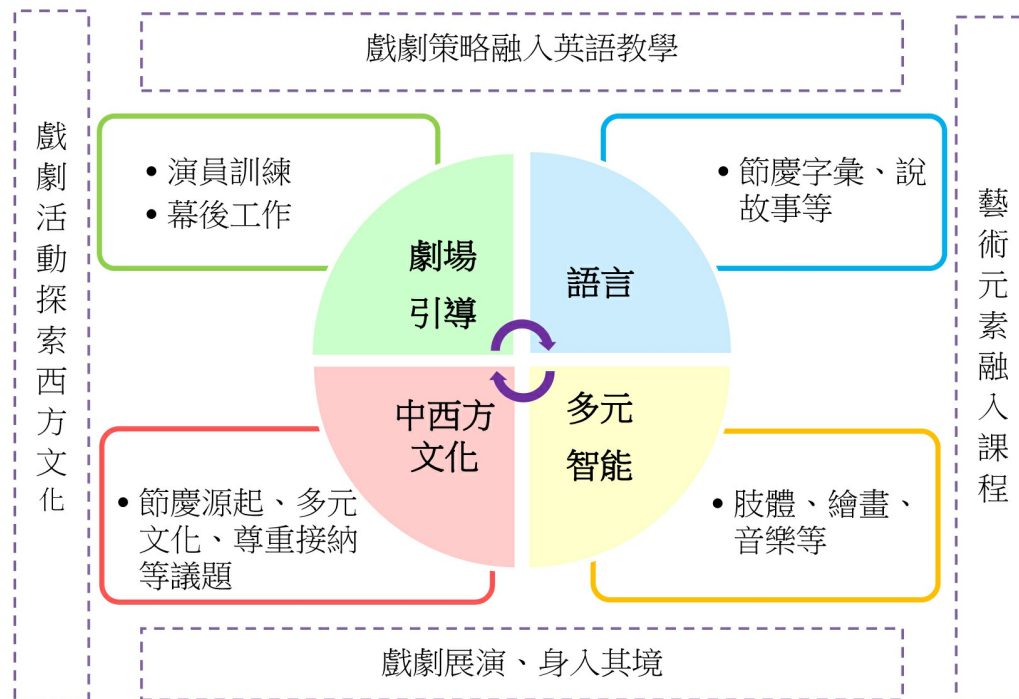 戲劇策略融入英語教學
戲劇活動探索西方文化
• 演員訓練
• 幕後工作
劇場
引導
語言
• 節慶字彙、說
故事等
藝術元素融入課程
中西方
文化
多元
智能
• 節慶源起、多元
文化、尊重接納
等議題
• 肢體、繪畫、
音樂等
戲劇展演、身入其境